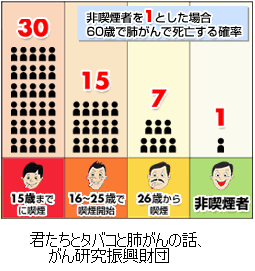 非喫煙者を1とした場合
60歳で肺がんで死亡する確率
30
15
7
1
15歳まで
に喫煙
16~25歳で
喫煙開始
26歳から
喫煙
非喫煙者
君たちとタバコと肺がんの話、
がん研究振興財団